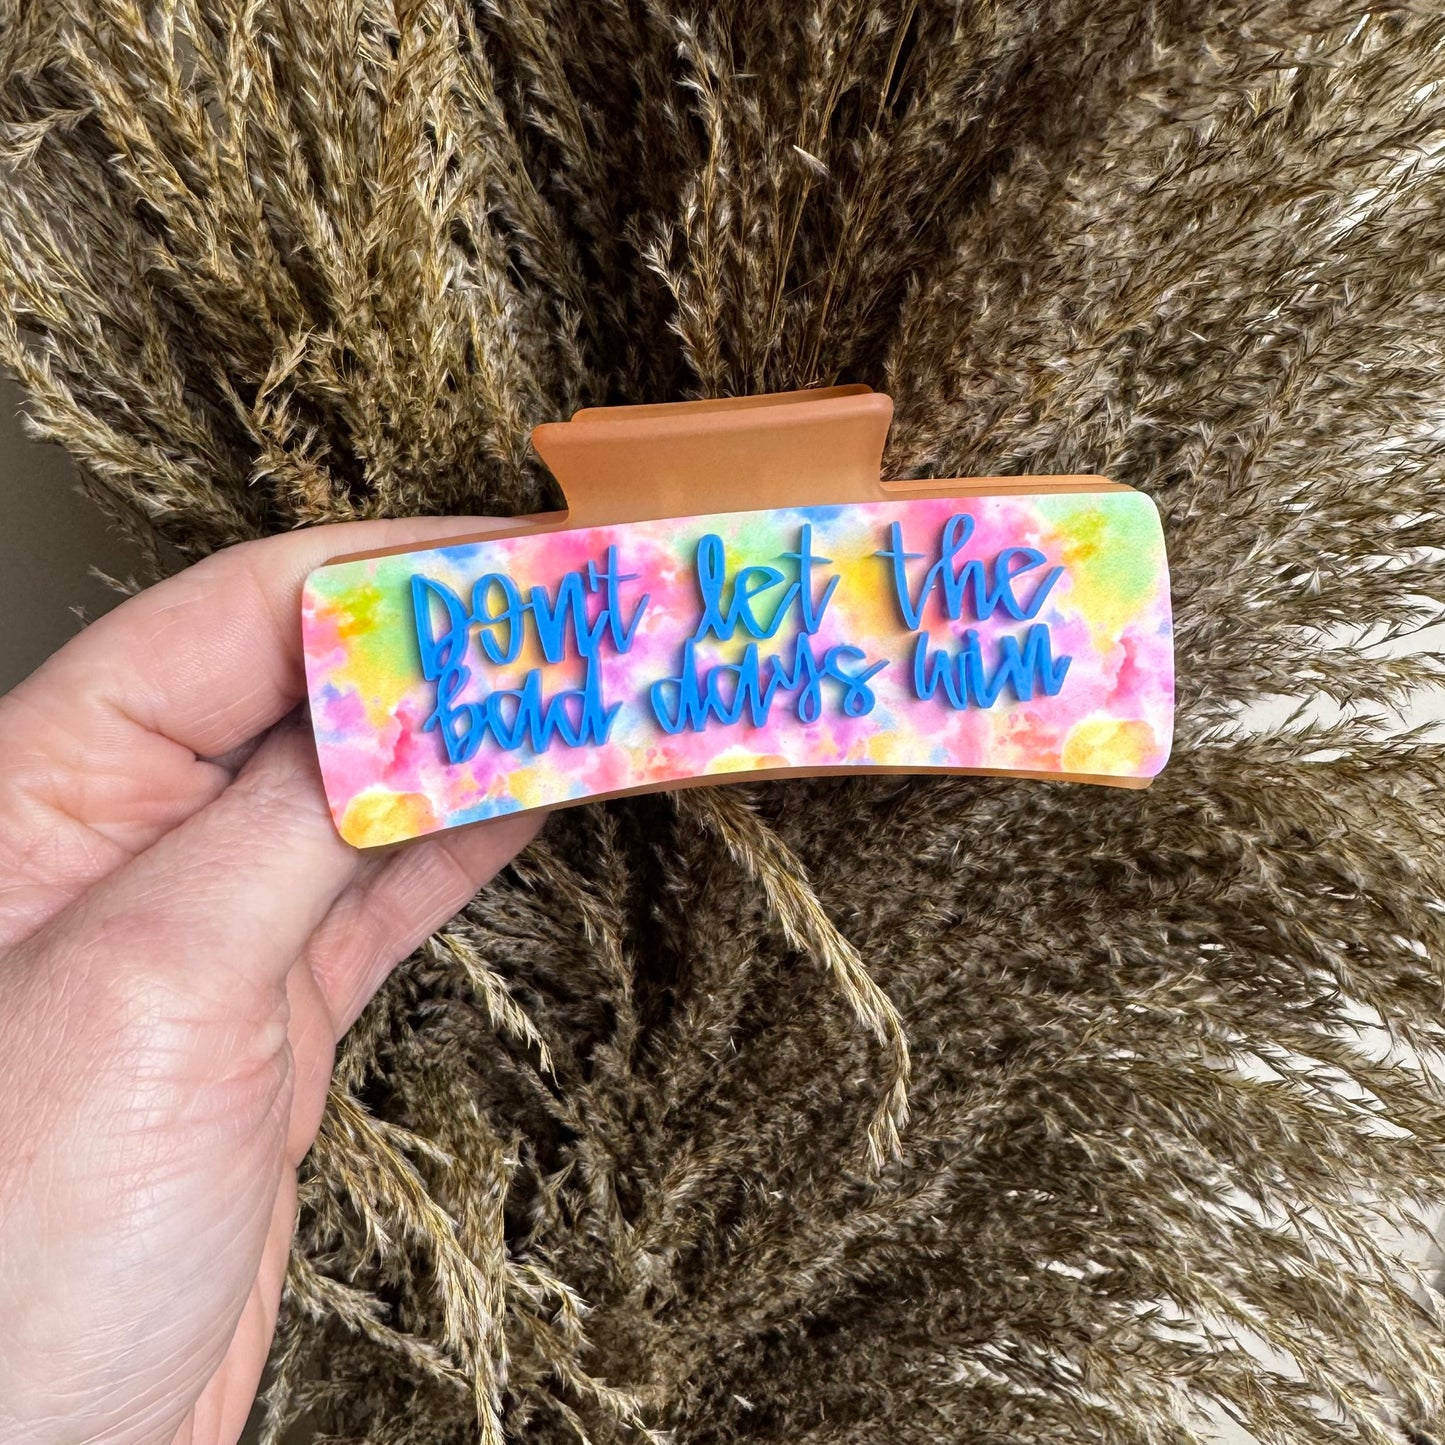 Don't let the
bad days win